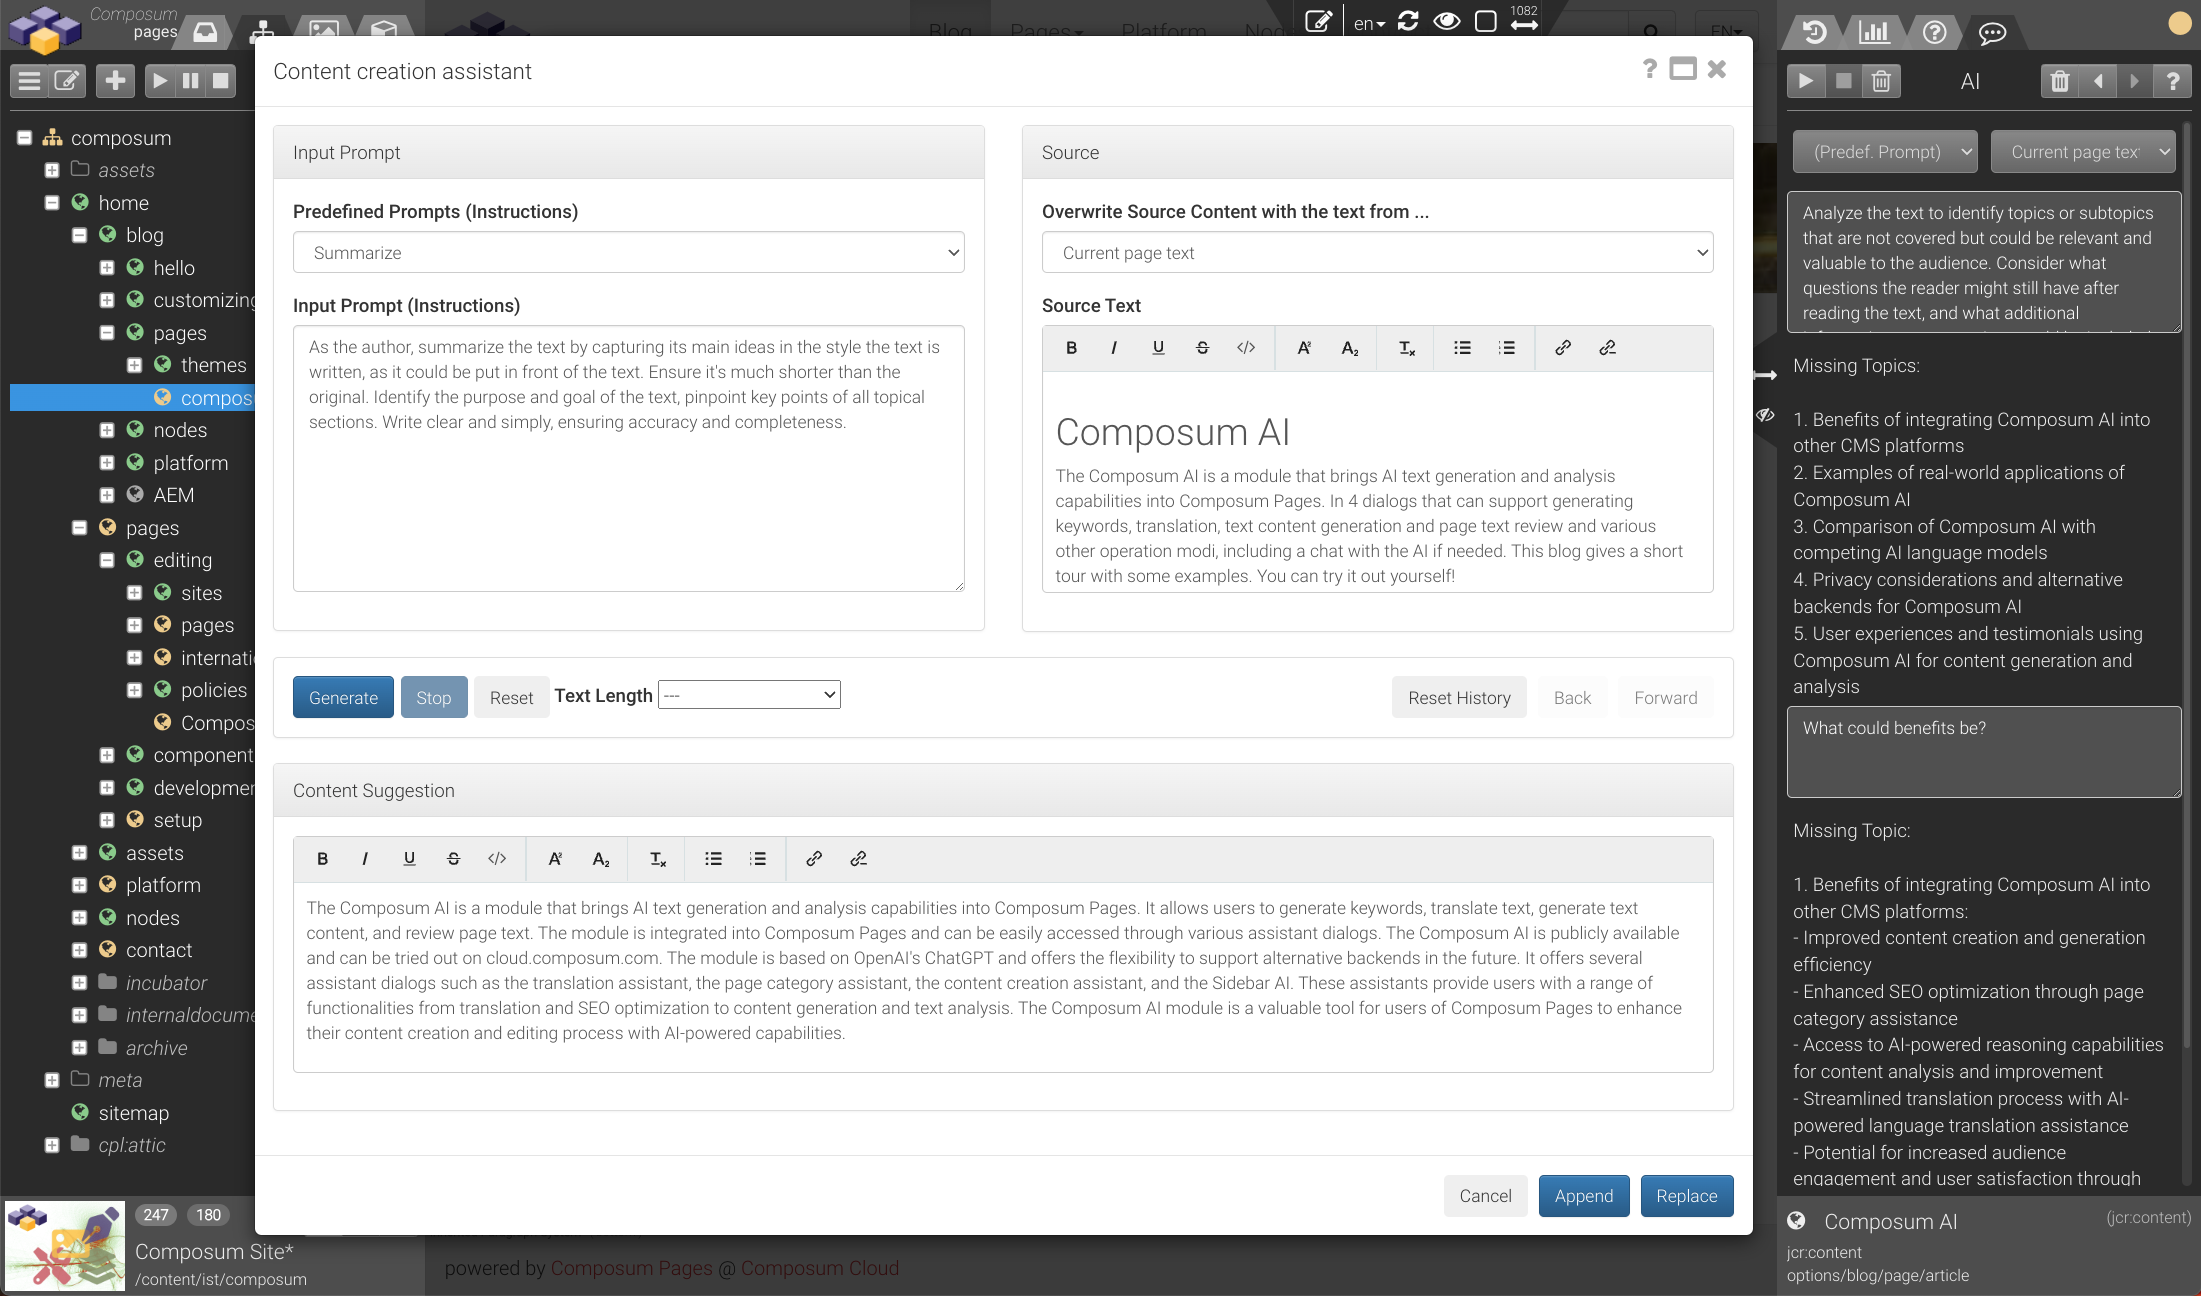 Composum
pages
en
1082
Blog
Pages
Platform
EN
composum
assets
home
blog
hello
customizing
pages
themes
nodes
platform
AEM
pages
editing
sites
pages
policies
component
setup
assets
platform
nodes
contact
incubator
archive
meta
sitemap
cpl:attic
247
180
Composum Site*
/content/ist/composum
Content creation assistant
Input Prompt
Predefined Prompts (Instructions)
Summarize
Input Prompt (Instructions)
As the author, summarize the text by capturing its main ideas in the style the text is
written, as it could be put in front of the text. Ensure it's much shorter than the
original. Identify the purpose and goal of the text, pinpoint key points of all topical
sections. Write clear and simply, ensuring accuracy and completeness.
Source
Overwrite Source Content with the text from ...
Current page text
Source Text
Composum AI
The Composum AI is a module that brings AI text generation and analysis
capabilities into Composum Pages. In 4 dialogs that can support generating
keywords, translation, text content generation and page text review and various
other operation modi, including a chat with the AI if needed. This blog gives a short
tour with some examples. You can try it out yourself!
Generate
Stop
Reset
Text Length
---
Reset History
Back
Forward
Content Suggestion
The Composum AI is a module that brings AI text generation and analysis capabilities into Composum Pages. It allows users to generate keywords, translate text, generate text
content, and review page text. The module is integrated into Composum Pages and can be easily accessed through various assistant dialogs. The Composum AI is publicly available
and can be tried out on cloud.composum.com. The module is based on OpenAI's ChatGPT and offers the flexibility to support alternative backends in the future. It offers several
assistant dialogs such as the translation assistant, the page category assistant, the content creation assistant, and the Sidebar AI. These assistants provide users with a range of
functionalities from translation and SEO optimization to content generation and text analysis. The Composum AI module is a valuable tool for users of Composum Pages to enhance
their content creation and editing process with AI-powered capabilities.
Cancel
Append
Replace
powered by Composum Pages @ Composum Cloud
AI
(Predef. Prompt)
Current page text
Analyze the text to identify topics or subtopics
that are not covered but could be relevant and
valuable to the audience. Consider what
questions the reader might still have after
reading the text, and what additional
Missing Topics:
1. Benefits of integrating Composum AI into
other CMS platforms
2. Examples of real-world applications of
Composum AI
3. Comparison of Composum AI with
competing AI language models
4. Privacy considerations and alternative
backends for Composum AI
5. User experiences and testimonials using
Composum AI for content generation and
analysis
What could benefits be?
Missing Topic:
1. Benefits of integrating Composum AI into
other CMS platforms:
- Improved content creation and generation
efficiency
- Enhanced SEO optimization through page
category assistance
- Access to AI-powered reasoning capabilities
for content analysis and improvement
- Streamlined translation process with AI-
powered language translation assistance
- Potential for increased audience
engagement and user satisfaction through
Composum AI
(jcr:content)
jcr:content
options/blog/page/article